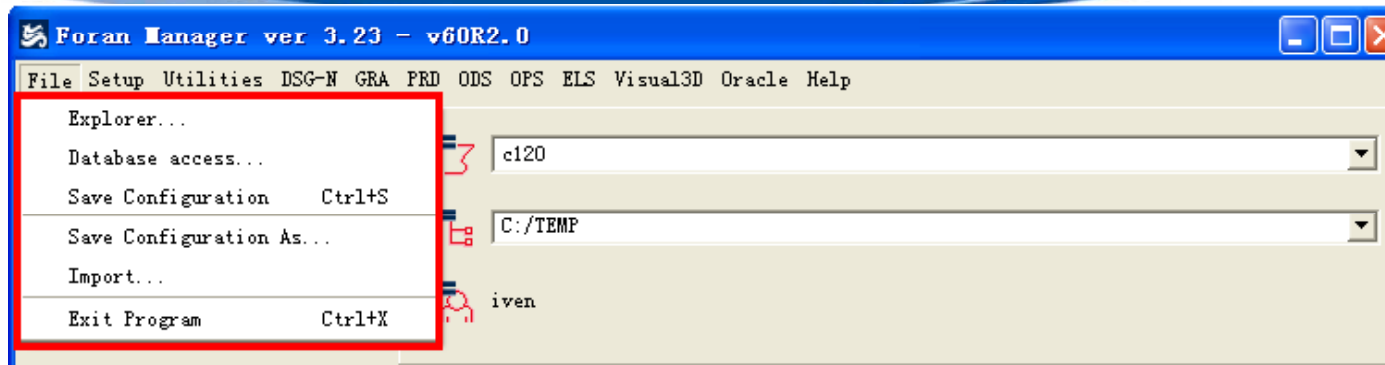 Foran Manager ver 3.23 - v60R2.0
File Setup Utilities DSG-N GRA PRD ODS OPS ELS Visual3D Oracle Help
Explorer...
Database access...
Save Configuration Ctrl+S
Save Configuration As...
Import...
Exit Program Ctrl+X
c120
C:/TEMP
iven